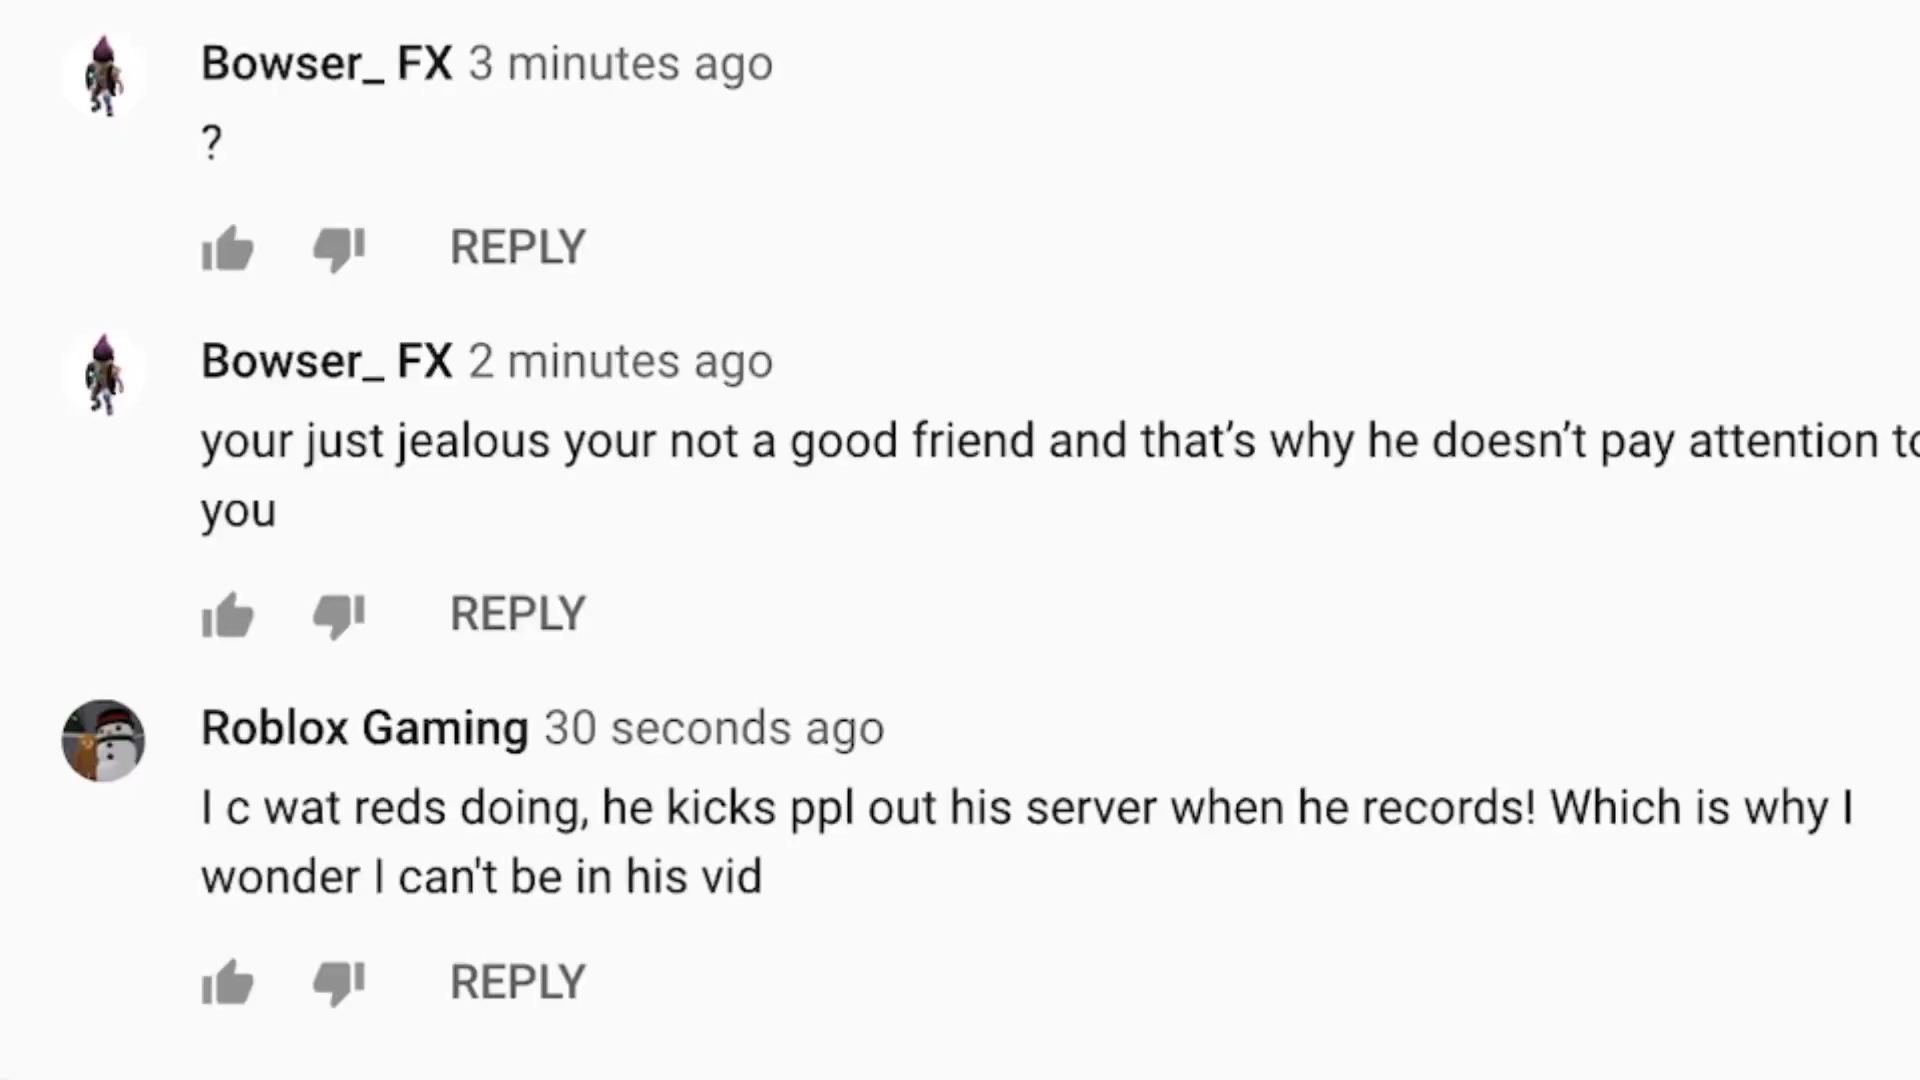 Bowser_ FX 3 minutes ago
?
REPLY
Bowser_ FX 2 minutes ago
your just jealous your not a good friend and that’s why he doesn’t pay attention to
you
REPLY
Roblox Gaming 30 seconds ago
I c wat reds doing, he kicks ppl out his server when he records! Which is why I
wonder I can't be in his vid
REPLY